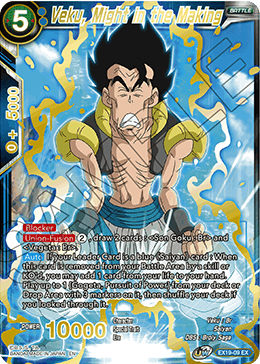 5
Veku, Might in the Making
BATTLE
0 + 5000
Blocker
Union-Fusion 2, draw 2 cards : <Son Goku : Br> and
<Vegeta : Br>
Auto If your Leader Card is a blue ‹Saiyan› card : When
this card is removed from your Battle Area by a skill or
KO'd, you may add 1 card from your life to your hand.
Play up to 1 {Gogeta, Pursuit of Power} from your deck or
Drop Area with 3 markers on it, then shuffle your deck if
you looked through it.
POWER 10000
Character
Special Trait
Era
Veku : Br
Saiyan
Broly Saga
BANDAI MADE IN JAPAN
EX19-09 EX